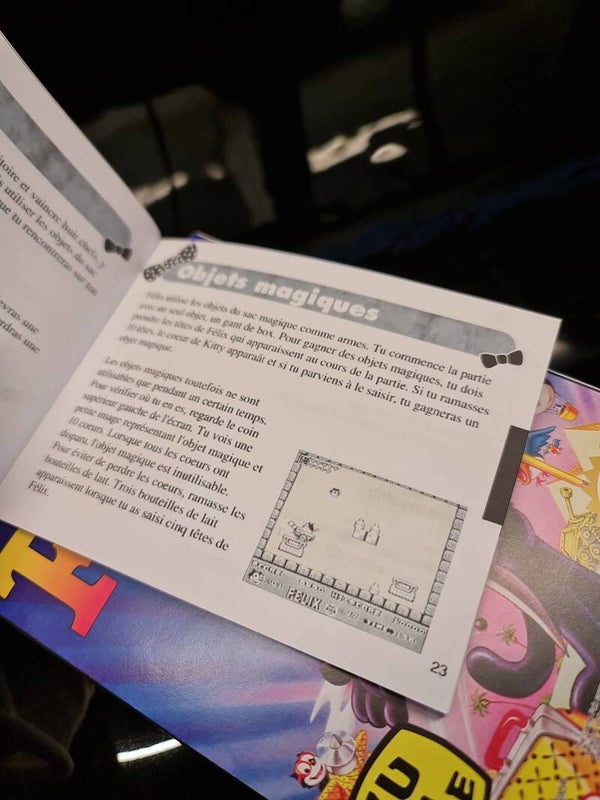 toire et vaincre huit chefs, y
s utiliser les objets du sac
que tu rencontreras sur ton
evras une
erdras une
Objets magiques
Félix utilise les objets du sac magique comme armes. Tu commence la partie
avec un seul objet, un gant de box. Pour gagner des objets magiques, tu dois
prendre les têtes de Félix qui apparaissent au cours de la partie. Si tu ramasses
10 têtes, le coeur de Kitty apparaît et si tu parviens à le saisir, tu gagneras un
objet magique.
Les objets magiques toutefois ne sont
utilisables que pendant un certain temps.
Pour vérifier où tu en es, regarde le coin
supérieur gauche de l'écran. Tu vois une
petite image représentant l'objet magique et
10 coeurs. Lorsque tous les coeurs ont
disparu, l'objet magique est inutilisable.
Pour éviter de perdre les coeurs, ramasse les
bouteilles de lait. Trois bouteilles de lait
apparaissent lorsque tu as saisi cinq têtes de
Félix.
SCORE
HISCORE 10000
FELIX
TIME
23